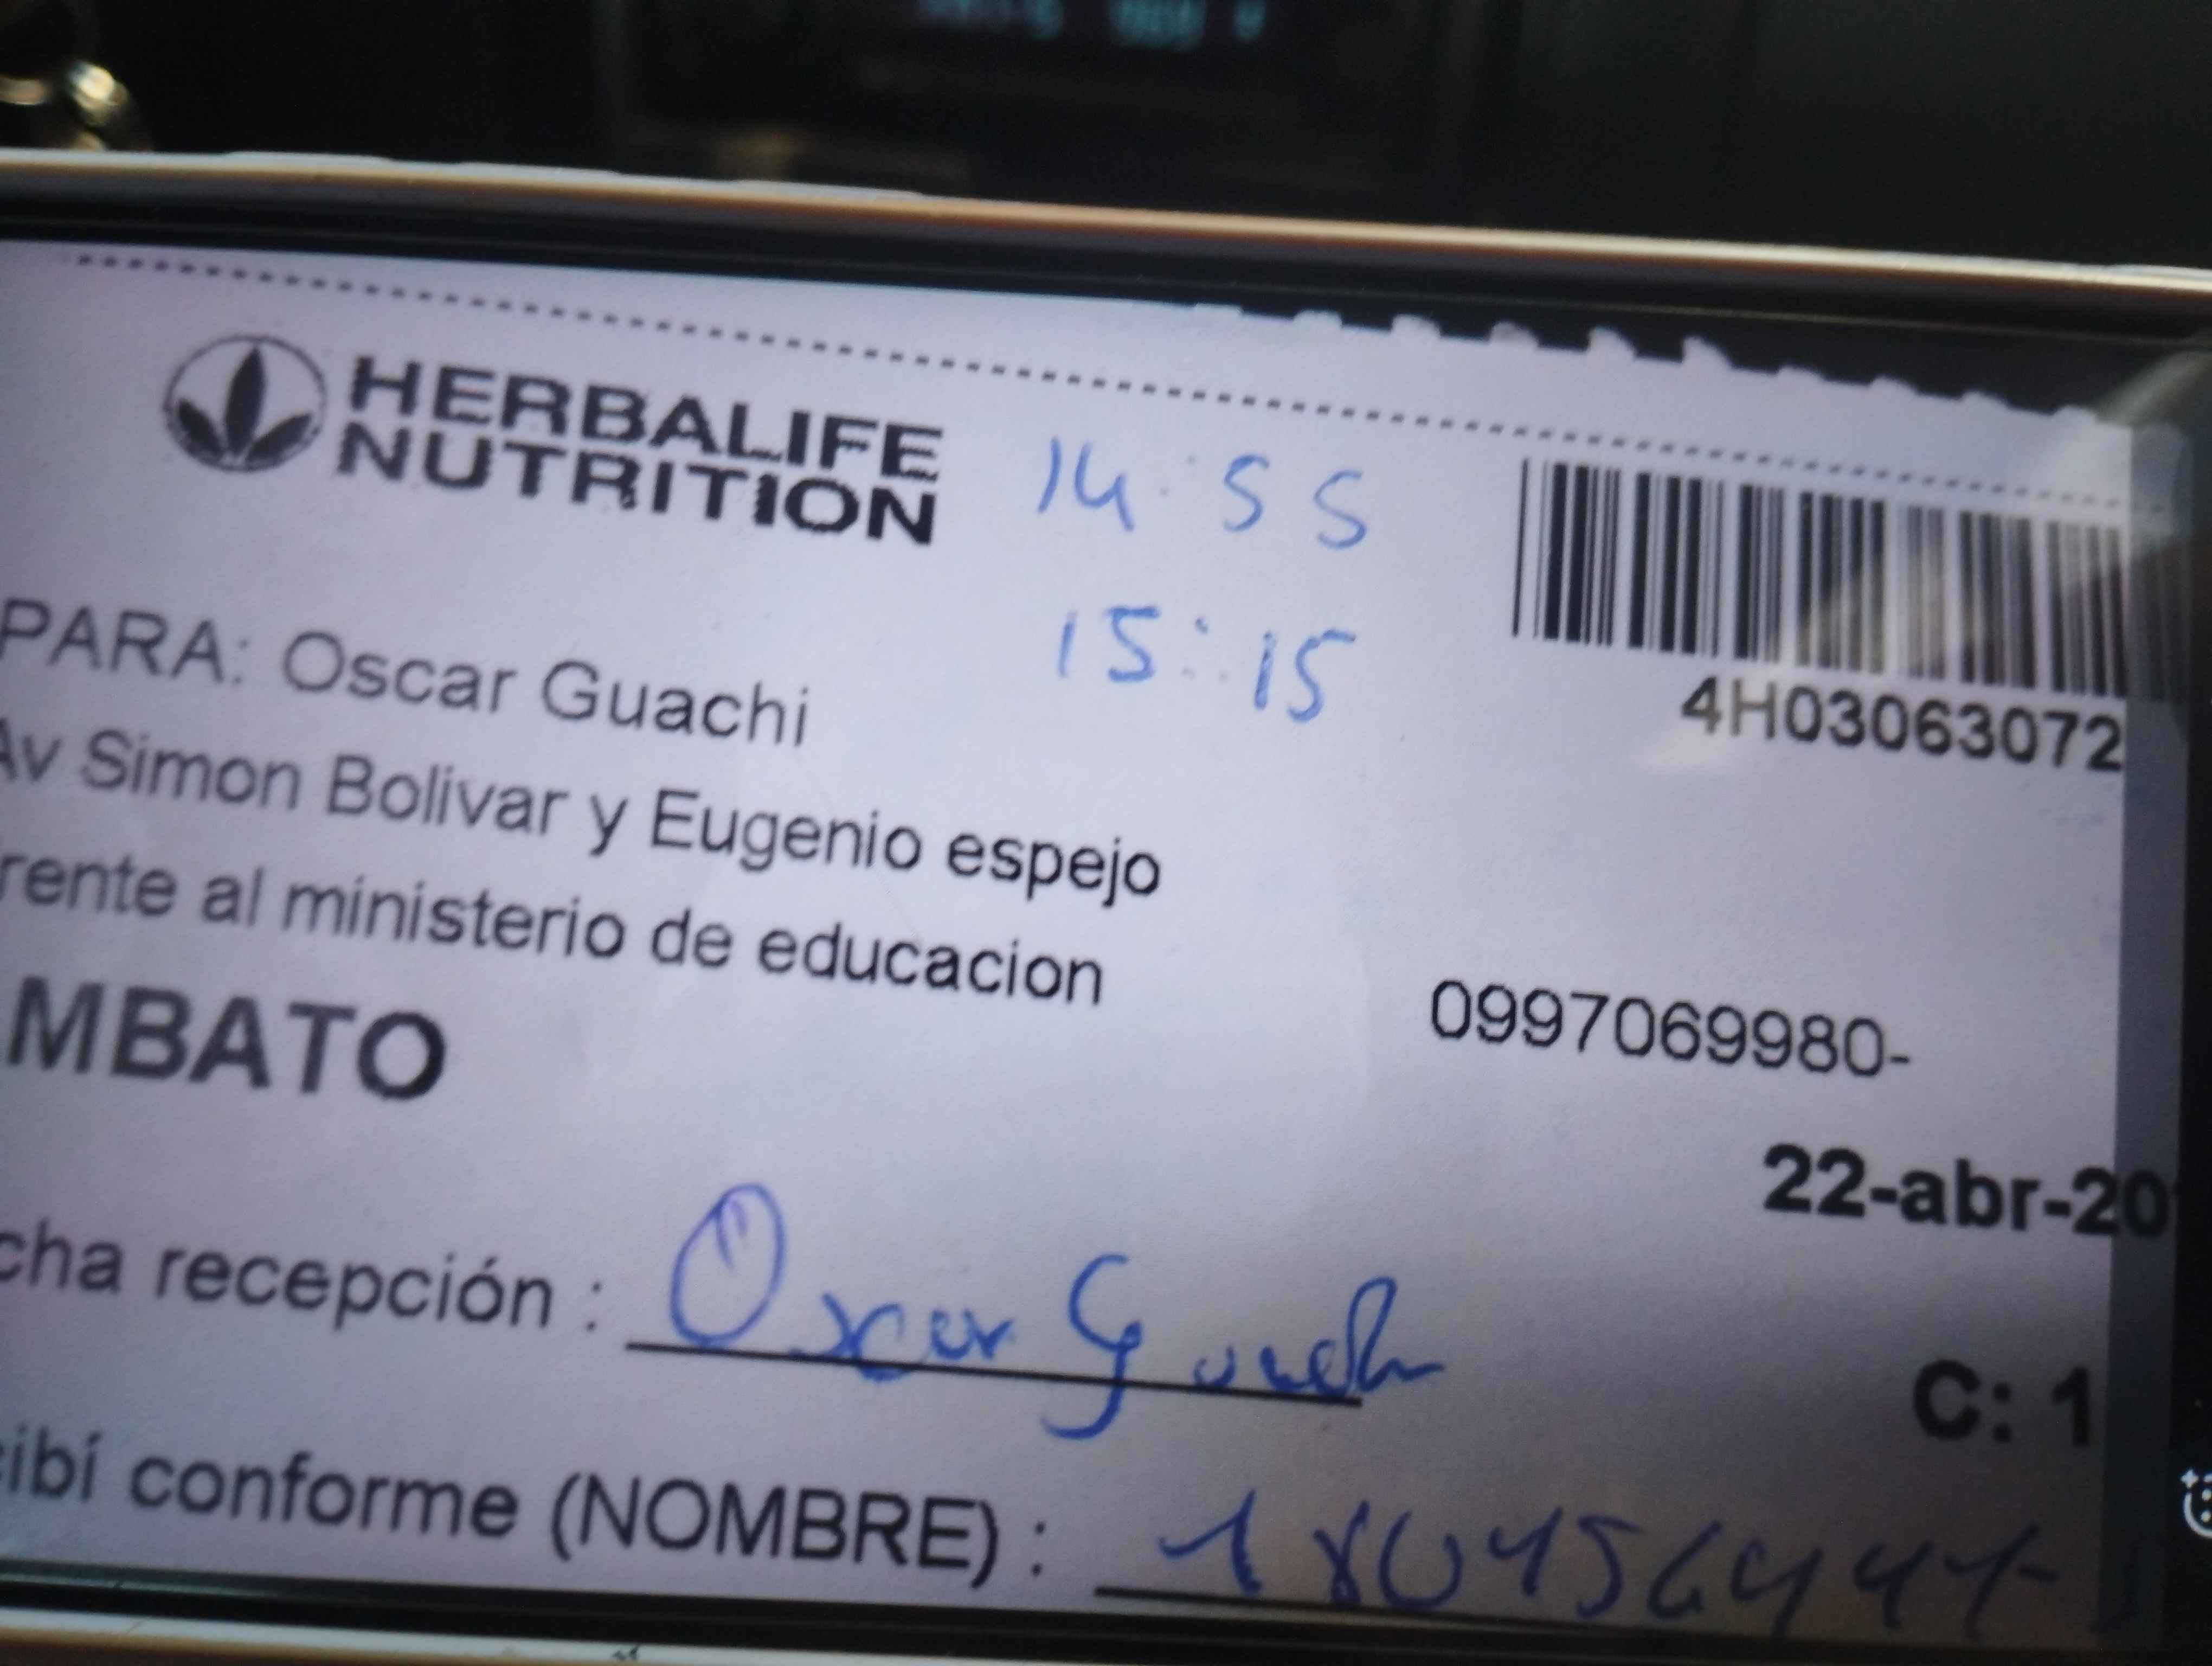 HERBALIFE
NUTRITION
14:55
15:15
4H03063072
PARA: Oscar Guachi
Av Simon Bolivar y Eugenio espejo
rente al ministerio de educacion
MBATO
0997069980-
22-abr-20
cha recepción : Oscar Guachi
C: 1
cibí conforme (NOMBRE) :